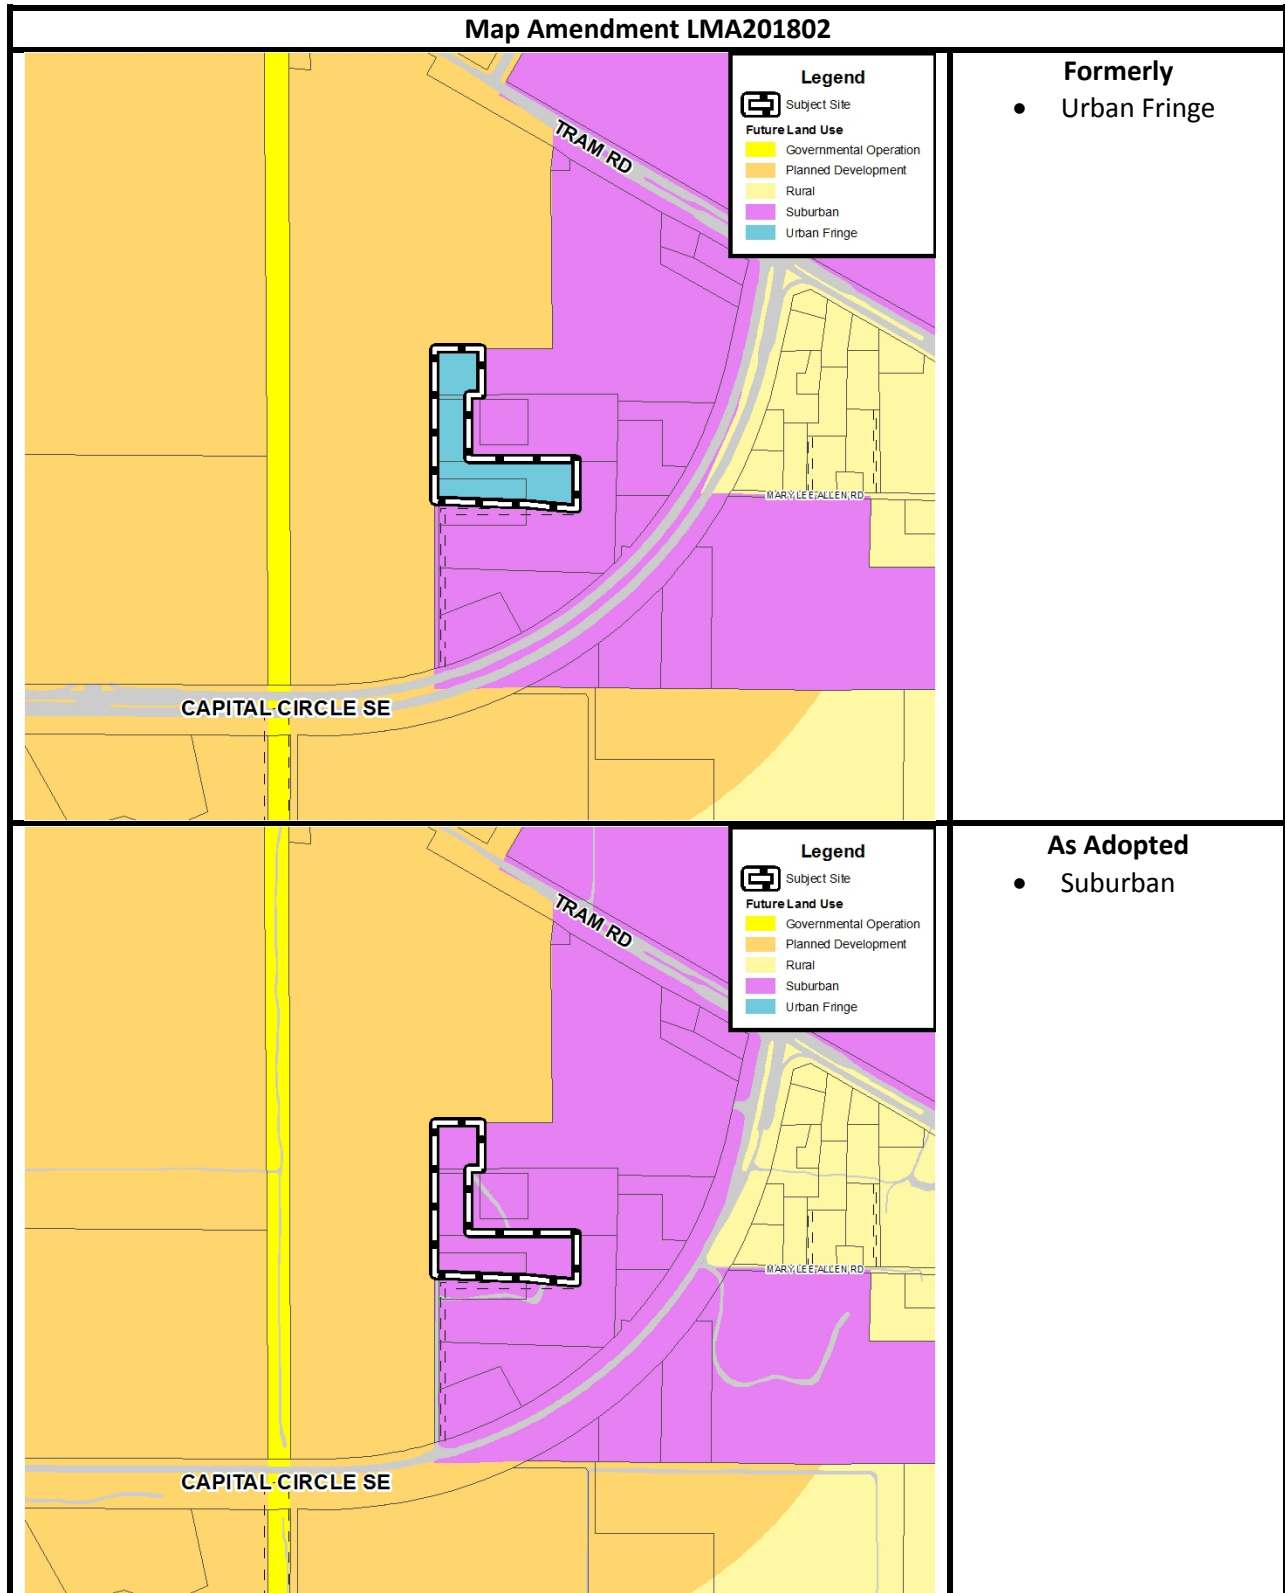 Map Amendment LMA201802
Legend
Subject Site
Future Land Use
Governmental Operation
Planned Development
Rural
Suburban
Urban Fringe
TRAM RD
MARY LEE ALLEN RD
CAPITAL CIRCLE SE
Formerly
• Urban Fringe
Legend
Subject Site
Future Land Use
Governmental Operation
Planned Development
Rural
Suburban
Urban Fringe
TRAM RD
MARY LEE ALLEN RD
CAPITAL CIRCLE SE
As Adopted
• Suburban